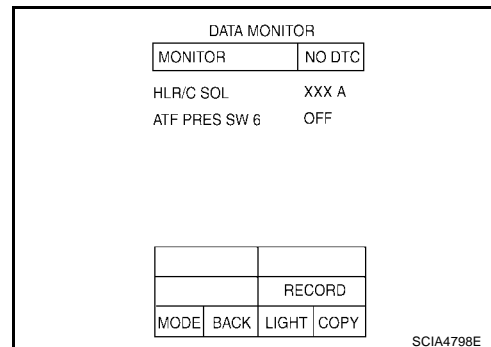 DATA MONITOR
MONITOR NO DTC
HLR/C SOL XXX A
ATF PRES SW 6 OFF
RECORD
MODE BACK LIGHT COPY
SCIA4798E